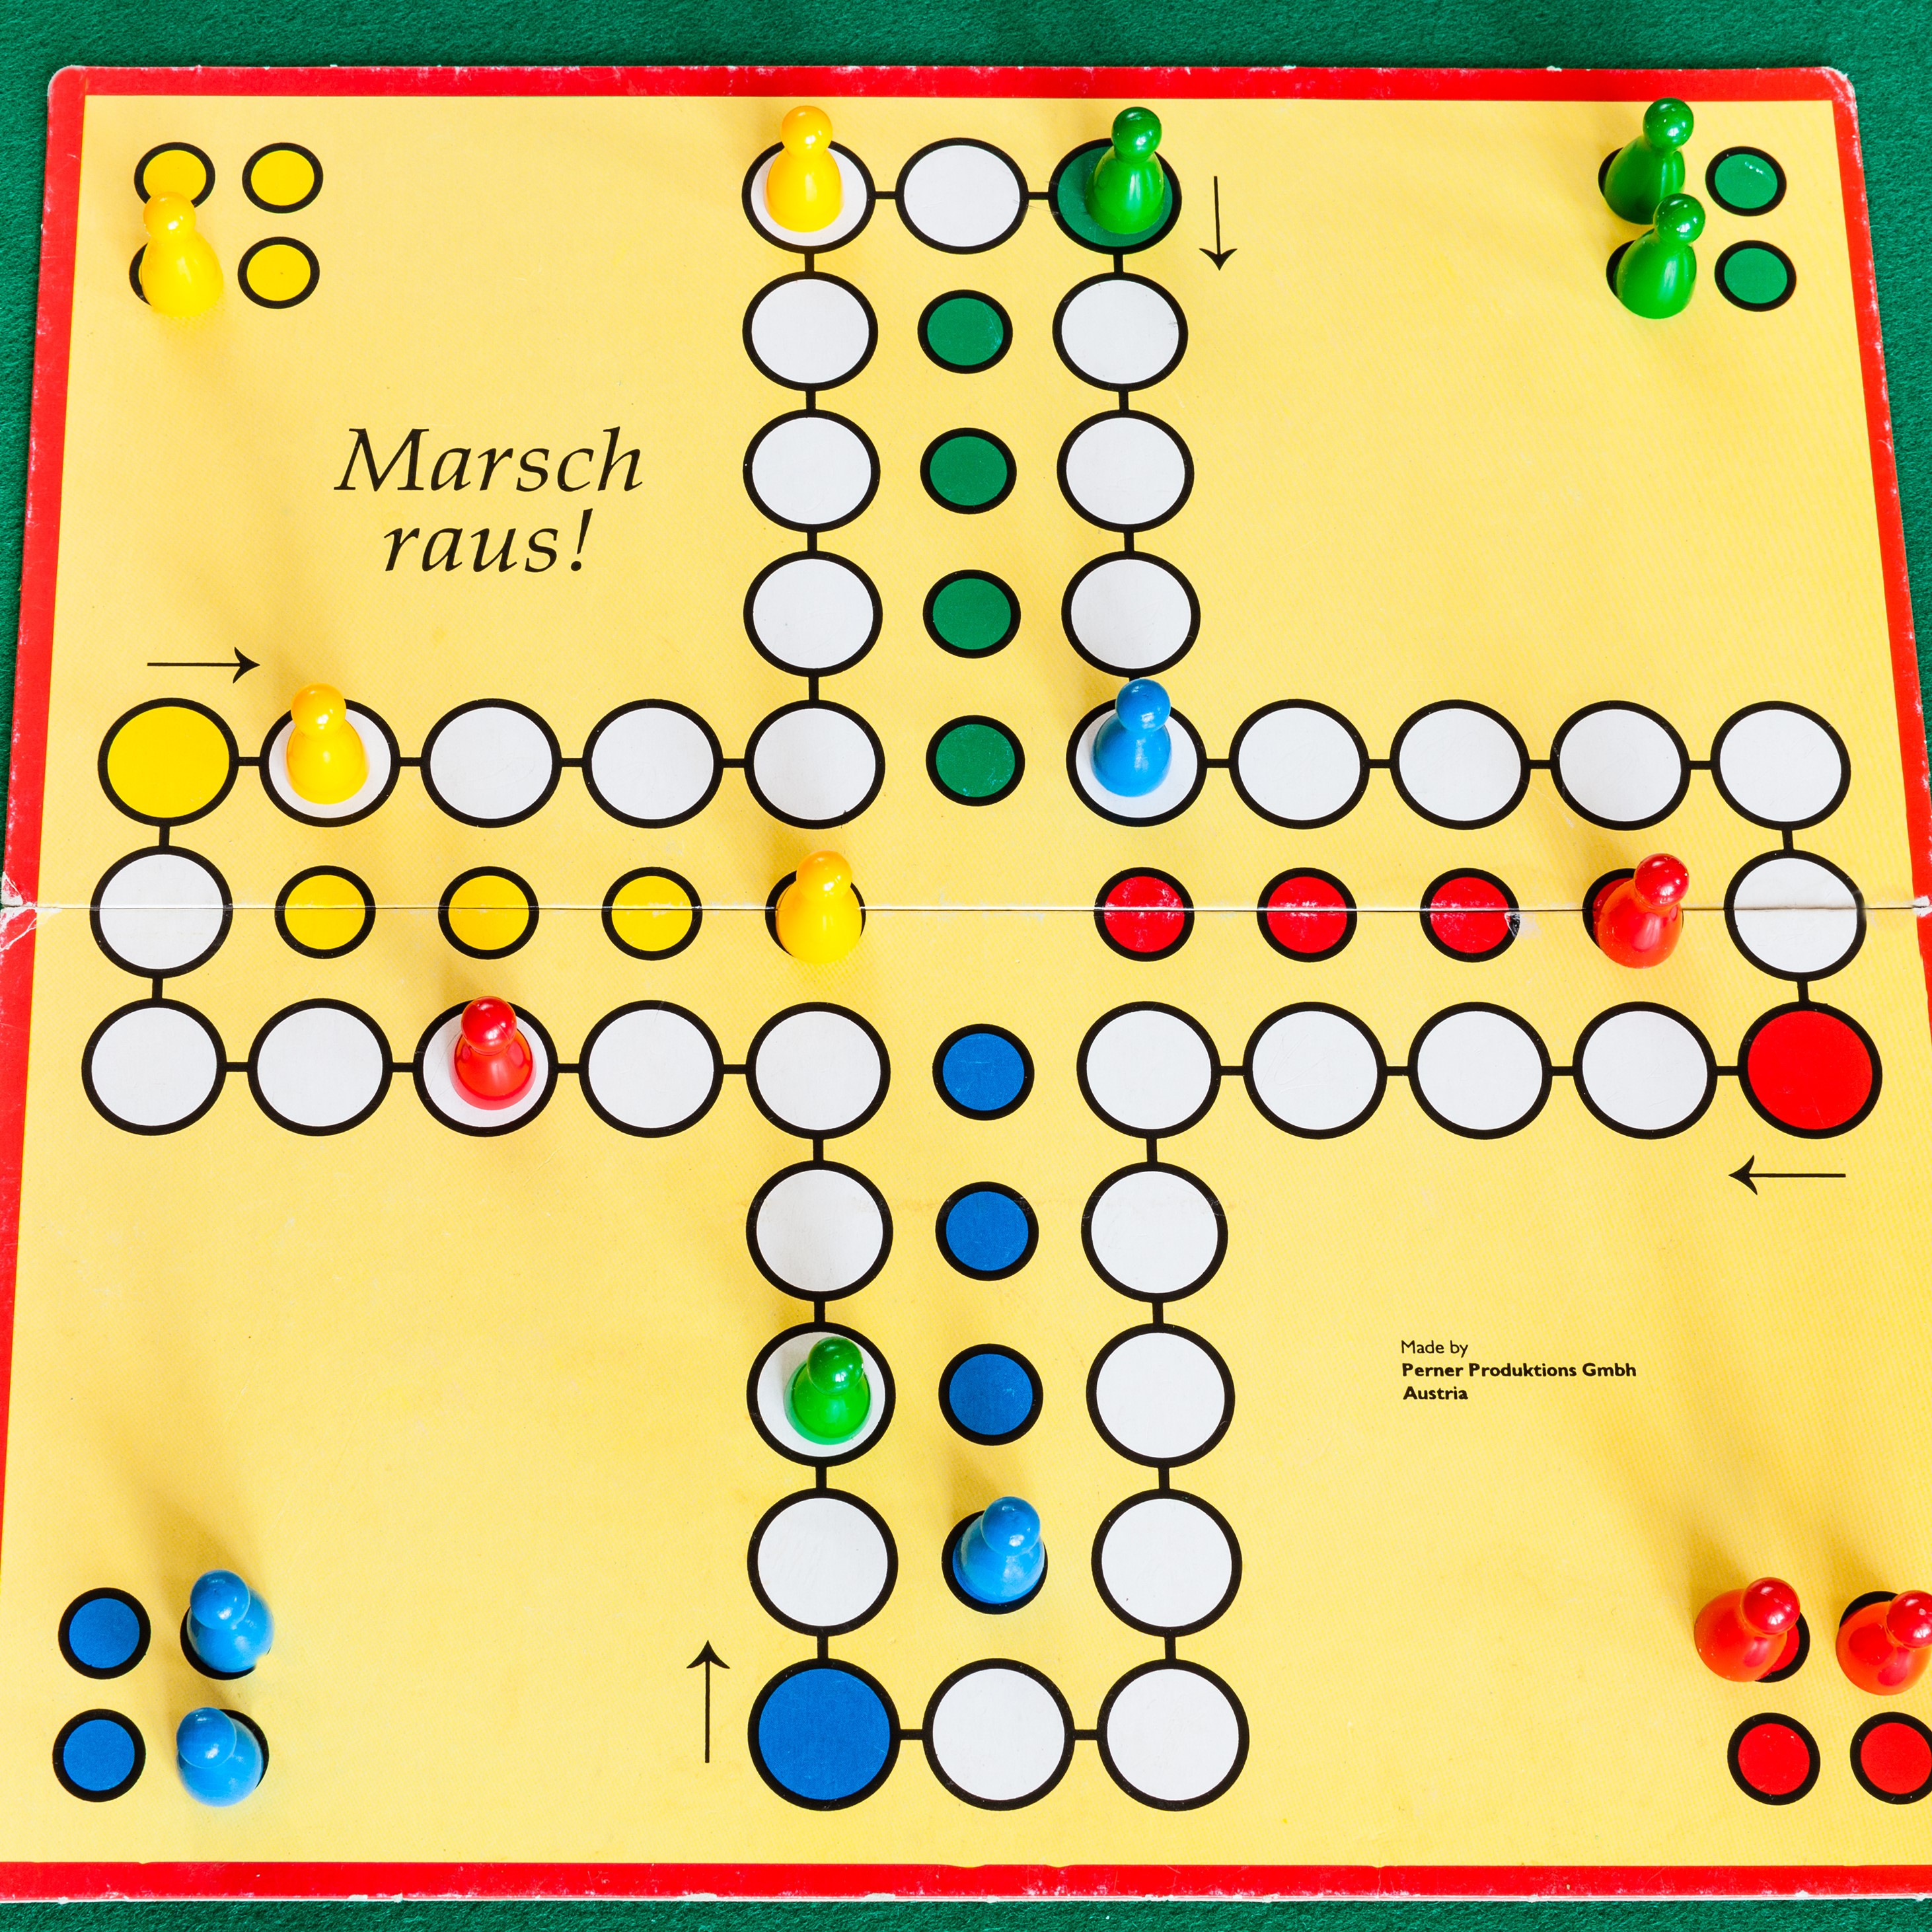 Marsch
raus!
Made by
Perner Produktions Gmbh
Austria